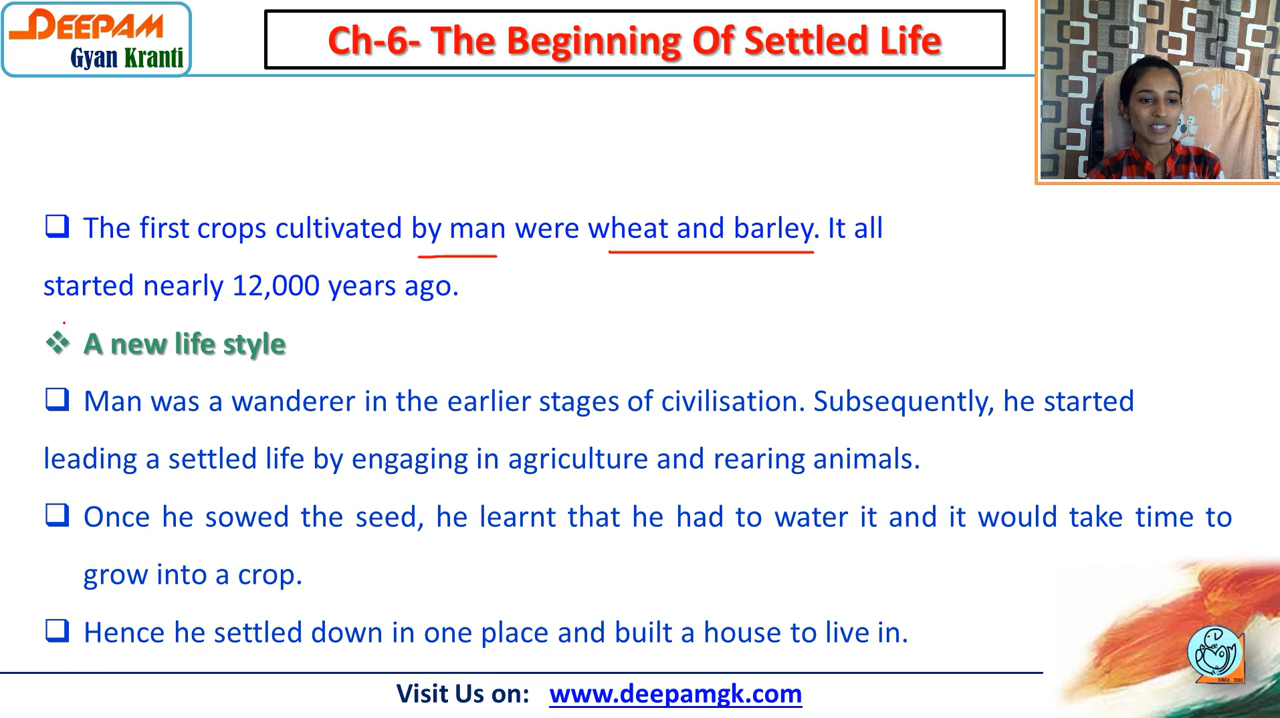 DEEPAM
Gyan Kranti
Ch-6- The Beginning Of Settled Life
❑ The first crops cultivated by man were wheat and barley. It all
started nearly 12,000 years ago.
❖ A new life style
❑ Man was a wanderer in the earlier stages of civilisation. Subsequently, he started
leading a settled life by engaging in agriculture and rearing animals.
❑ Once he sowed the seed, he learnt that he had to water it and it would take time to
grow into a crop.
❑ Hence he settled down in one place and built a house to live in.
SINCE 2002
Visit Us on: www.deepamgk.com